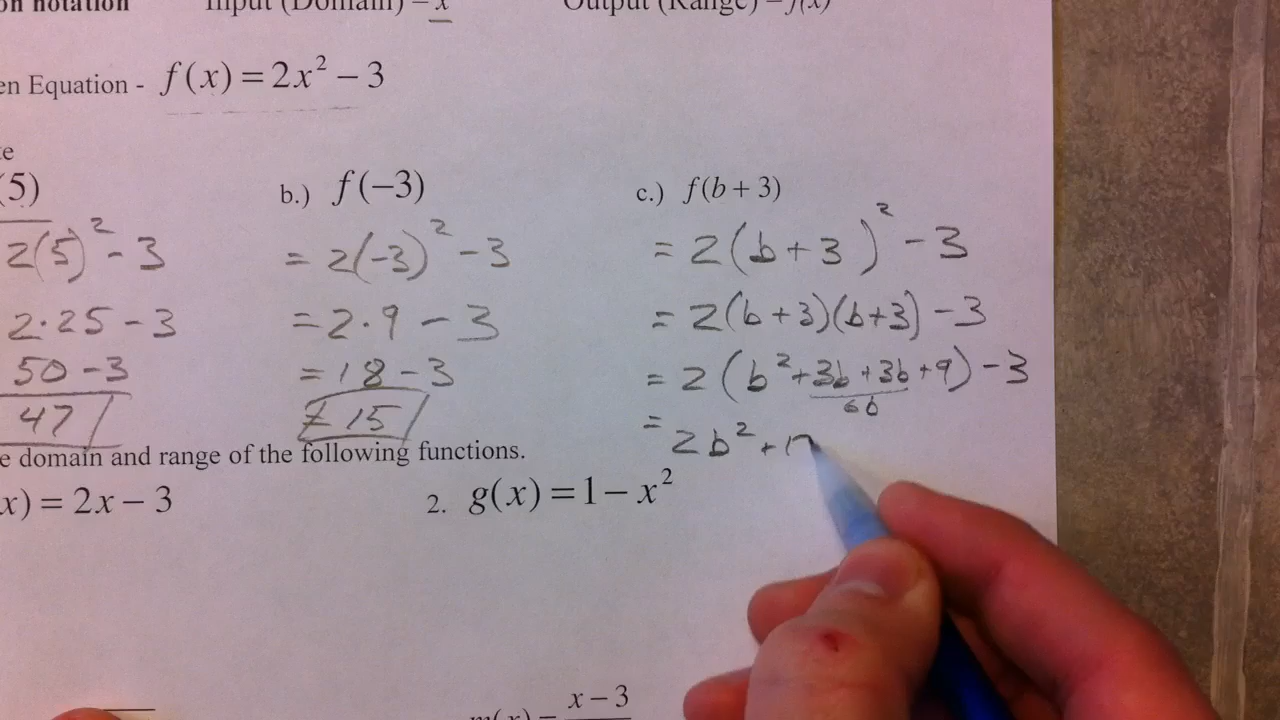 on notation Input (Domain) – x Output (Range) – f(x)
en Equation - f(x) = 2x² − 3
te
(5) b.) f(−3) c.) f(b + 3)
2(5)² - 3 = 2(-3)² - 3 = 2(b+3)² - 3
2·25 - 3 = 2·9 - 3 = 2(b+3)(b+3) - 3
50 - 3 = 18 - 3 = 2(b²+3b+3b+9) - 3
6b
47 = 15 = 2b² + 1
e domain and range of the following functions.
x) = 2x − 3 2. g(x) = 1 − x²
x − 3